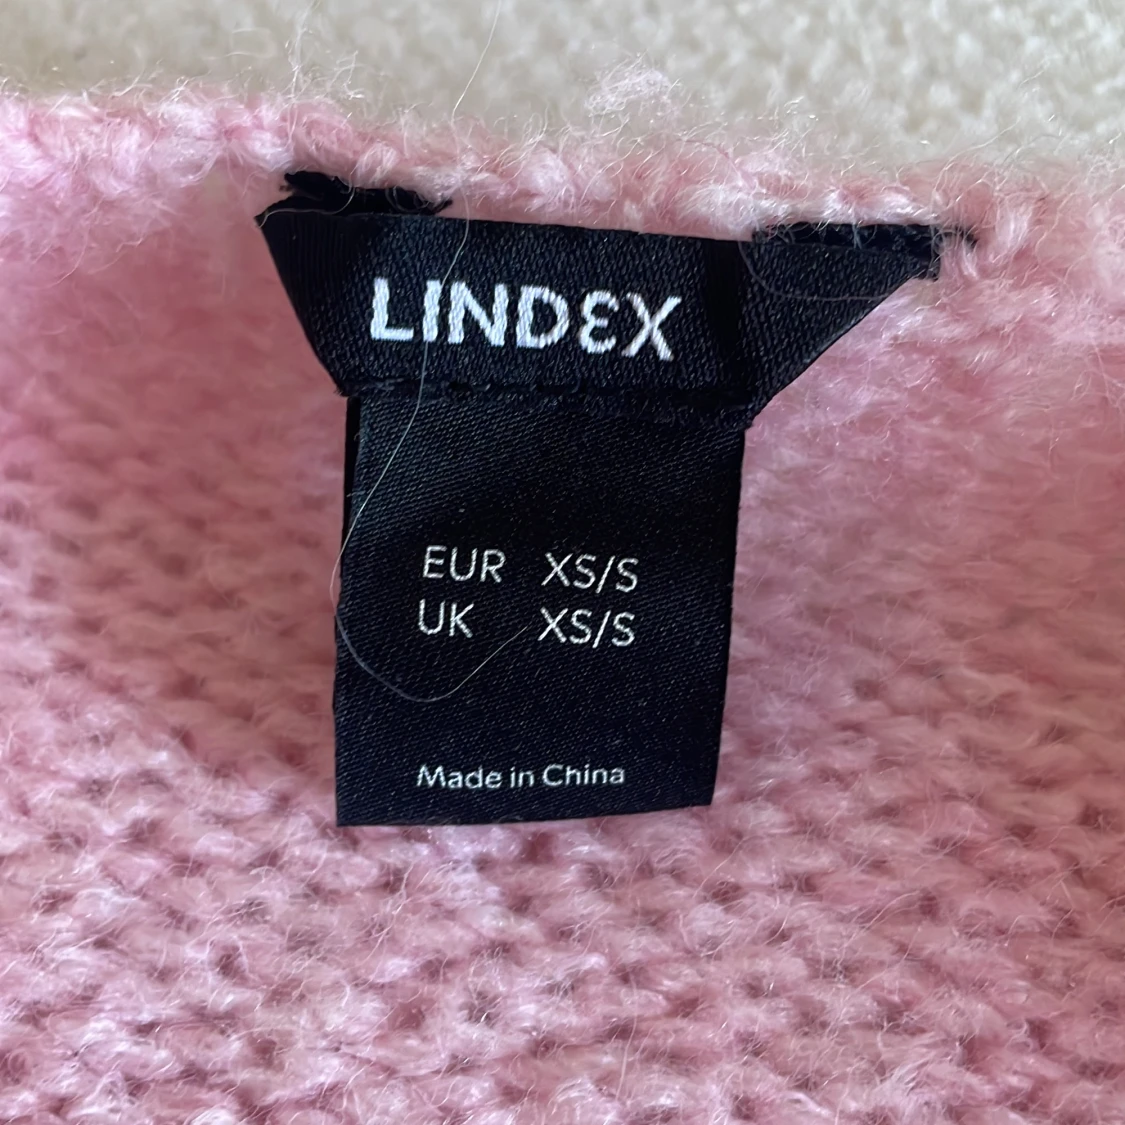 LINDEX
EUR XS/S
UK XS/S
Made in China